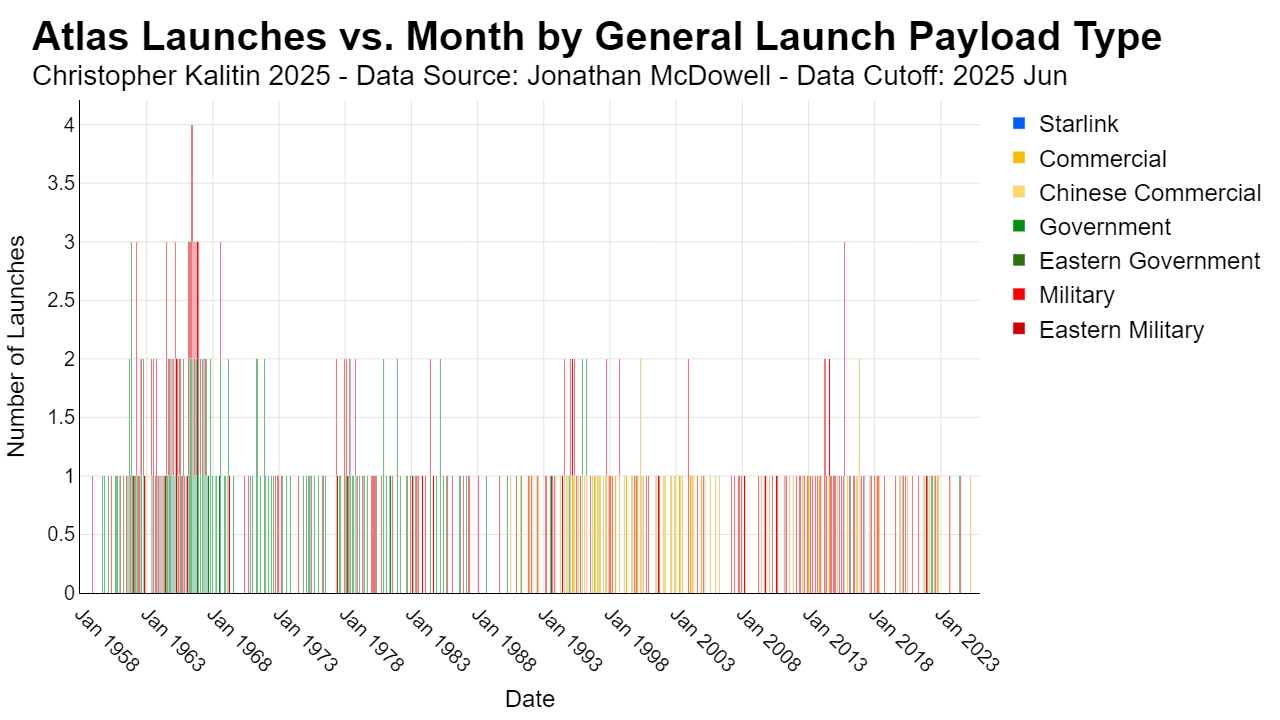 Atlas Launches vs. Month by General Launch Payload Type
Christopher Kalitin 2025 - Data Source: Jonathan McDowell - Data Cutoff: 2025 Jun
Number of Launches
4
3.5
3
2.5
2
1.5
1
0.5
0
Jan 1958
Jan 1963
Jan 1968
Jan 1973
Jan 1978
Jan 1983
Jan 1988
Jan 1993
Jan 1998
Jan 2003
Jan 2008
Jan 2013
Jan 2018
Jan 2023
Date
Starlink
Commercial
Chinese Commercial
Government
Eastern Government
Military
Eastern Military